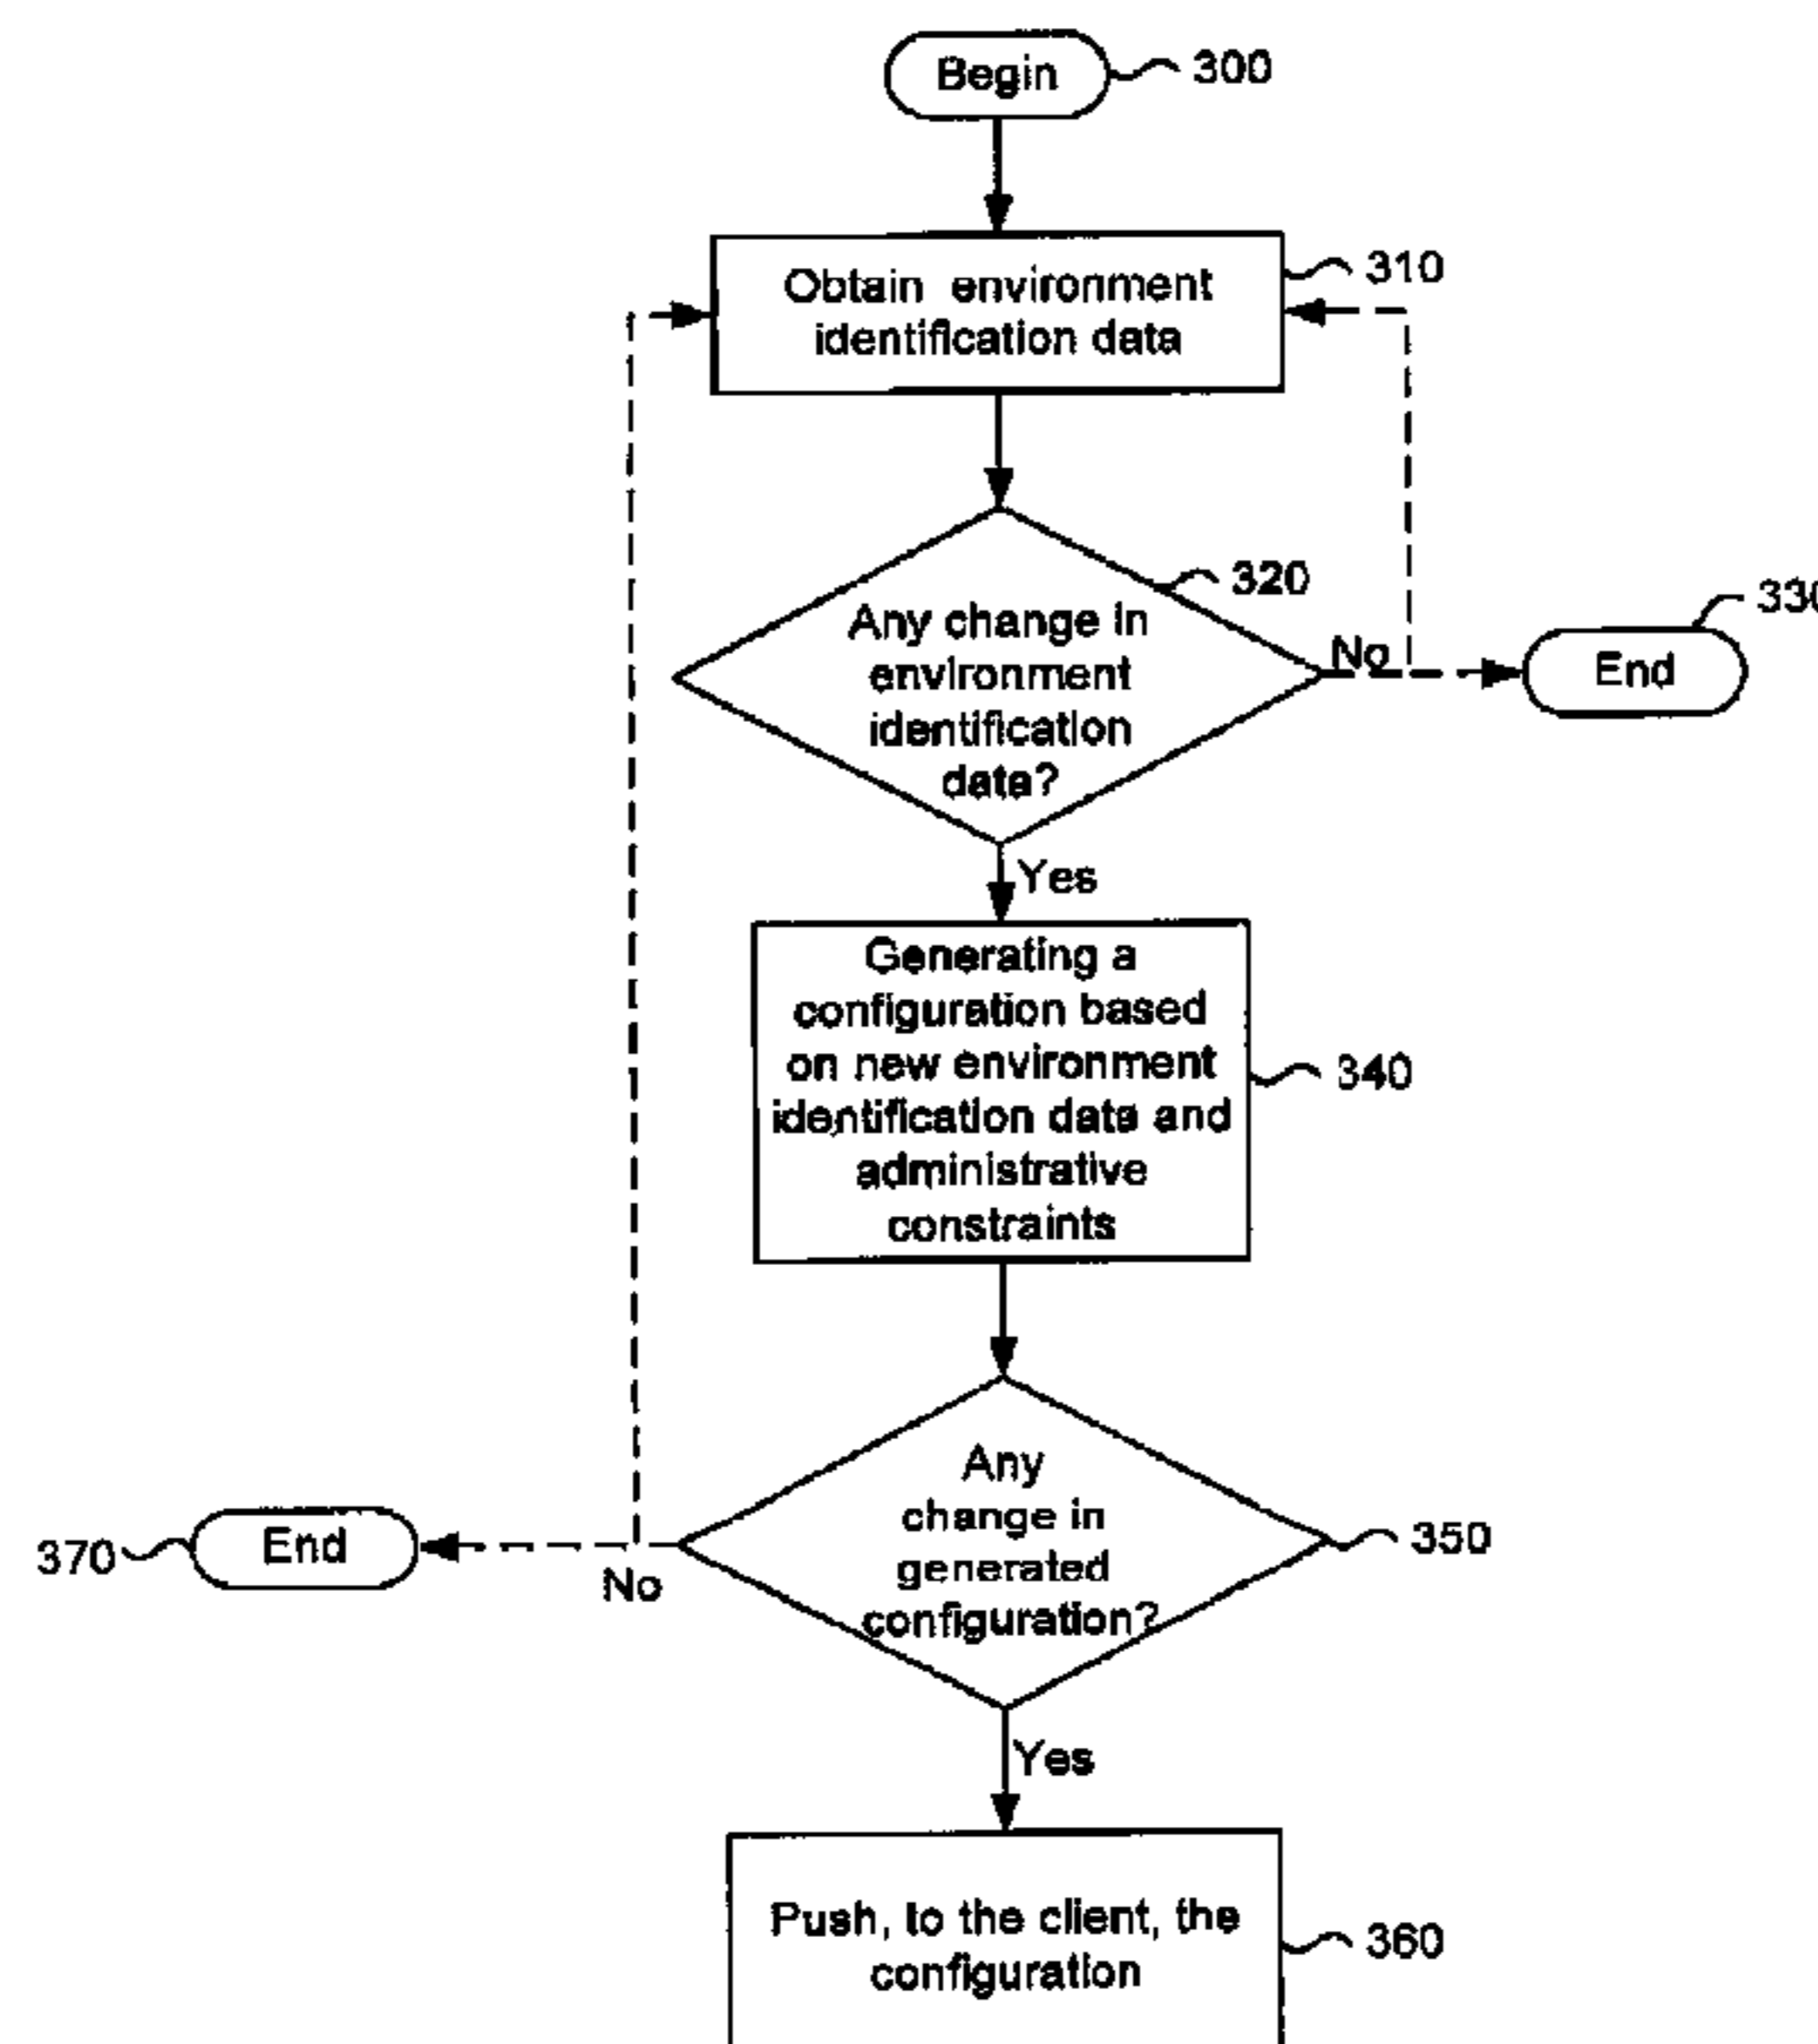 Begin
300
Obtain environment
identification data
310
Any change in
environment
identification
data?
320
No
End
Yes
Generating a
configuration based
on new environment
identification data and
administrative
constraints
340
Any
change in
generated
configuration?
350
370
End
No
Yes
Push, to the client, the
configuration
360